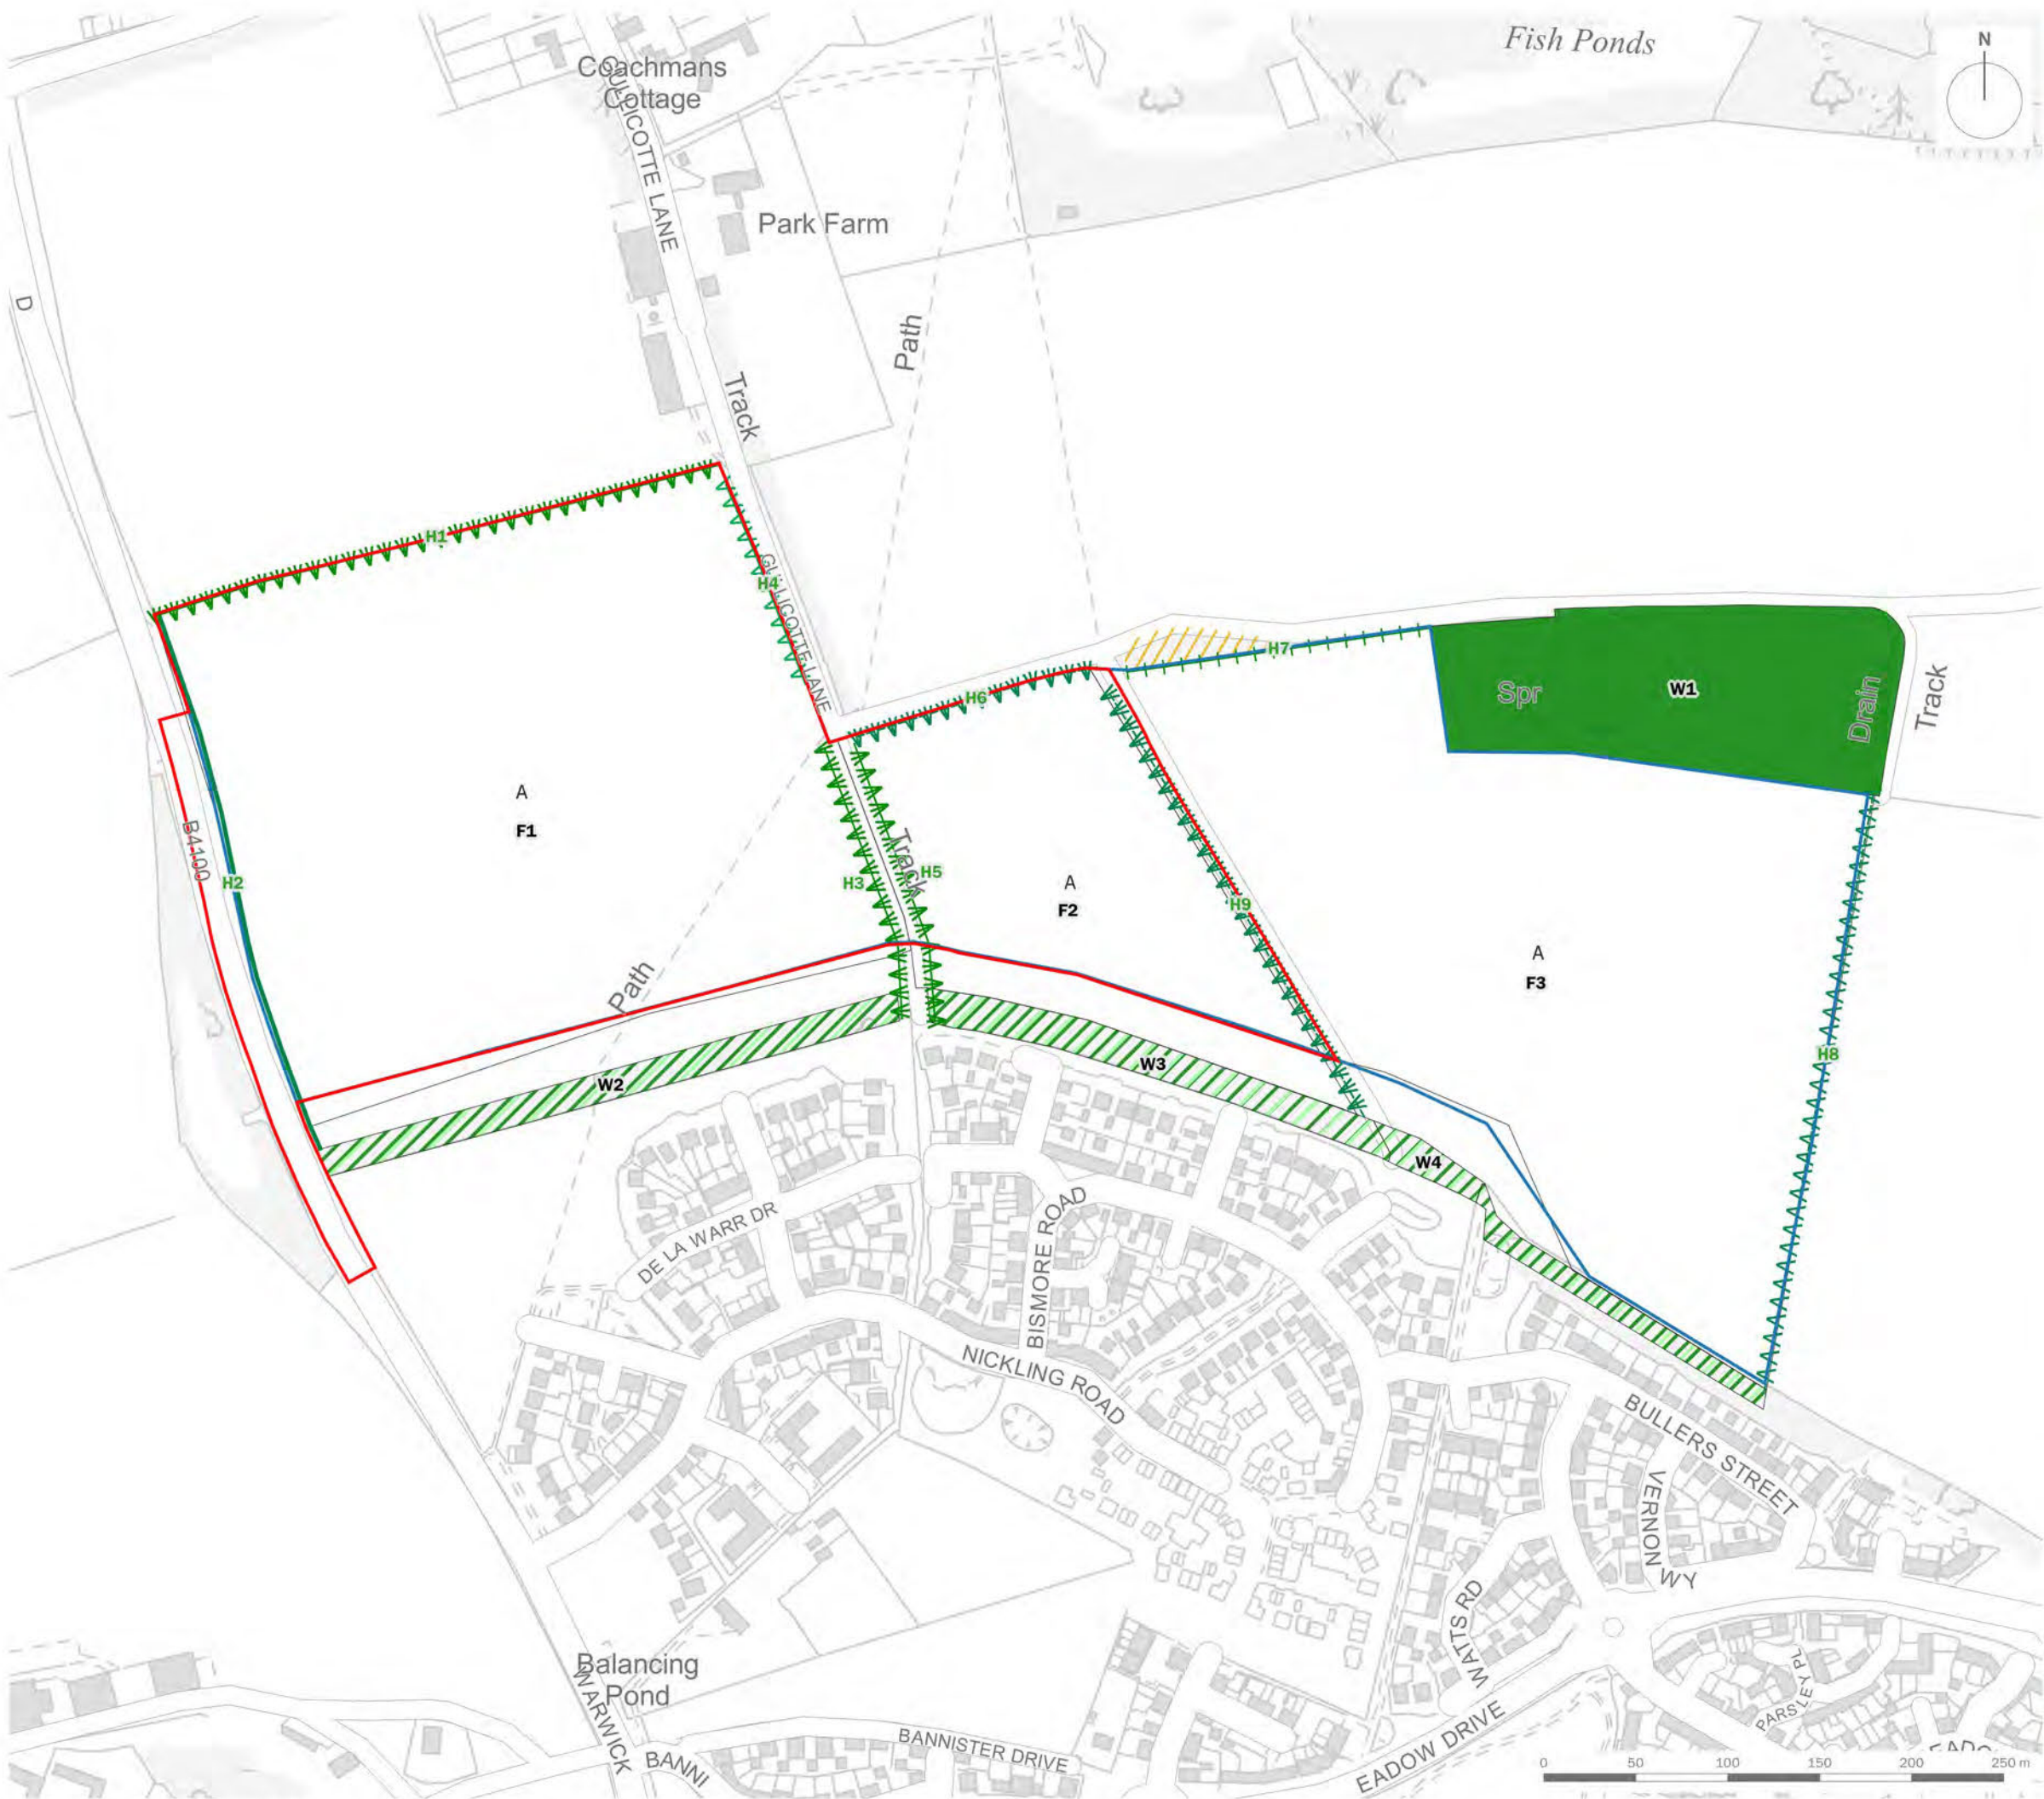 Fish Ponds
N
Coachmans
Cottage
GULLICOTTE LANE
Park Farm
D
Path
Track
H1
H4
GULLICOTTE LANE
H7
H6
Spr
W1
Drain
Track
A
F1
B4100
H2
H3
Track
H5
A
F2
H9
A
F3
Path
H8
W2
W3
W4
DE LA WARR DR
BISMORE ROAD
NICKLING ROAD
BULLERS STREET
VERNON
WY
WATTS RD
PARSLEY PL
Balancing
Pond
WARWICK
BANNI
BANNISTER DRIVE
EADOW DRIVE
0 50 100 150 200 250 m